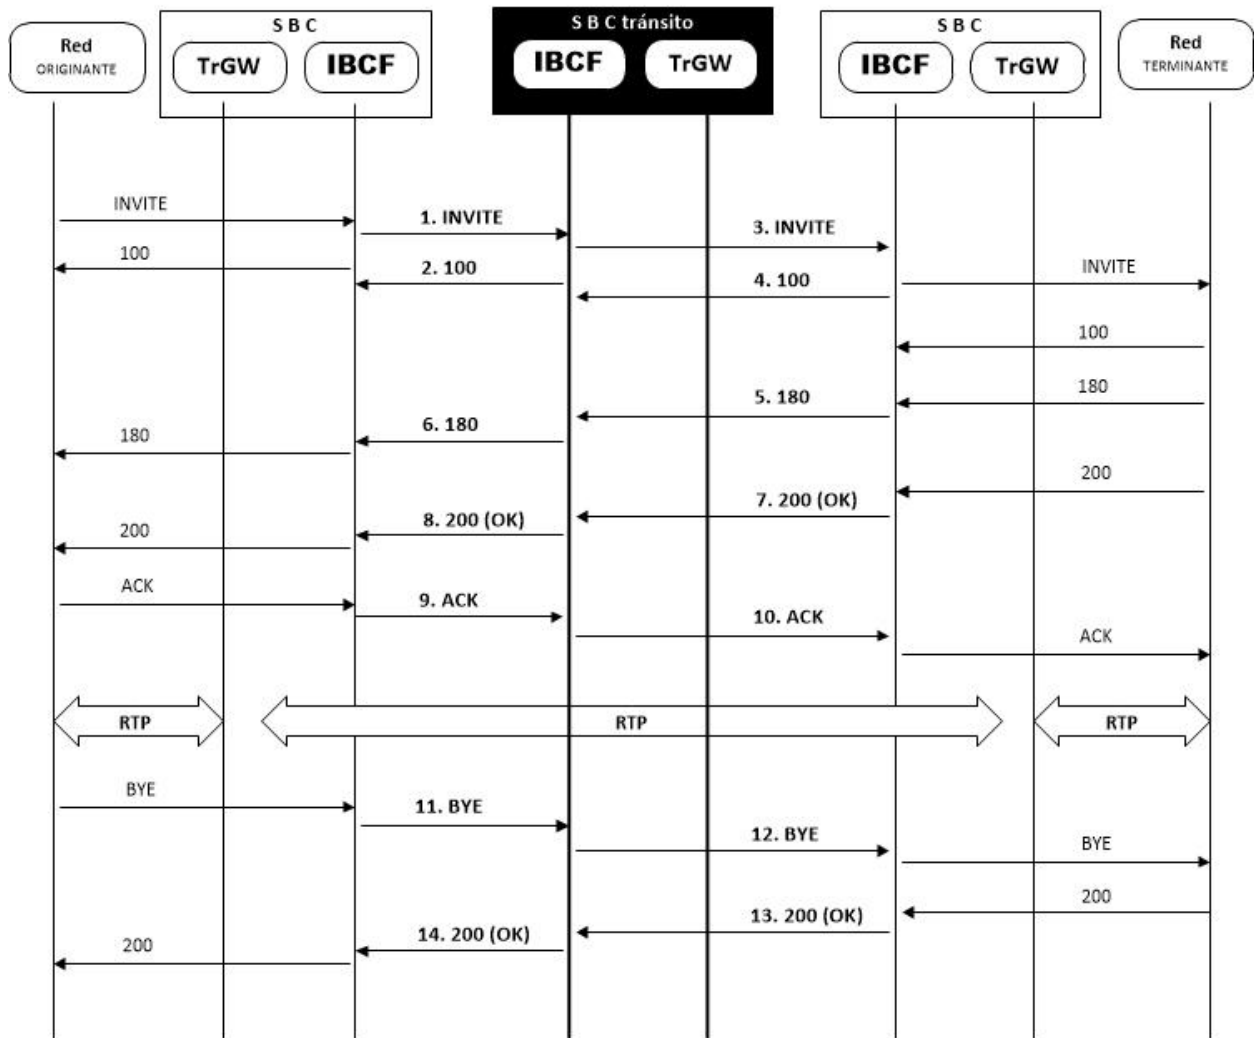 S B C
S B C tránsito
S B C
Red
ORIGINANTE
TrGW
IBCF
IBCF
TrGW
IBCF
TrGW
Red
TERMINANTE
INVITE
1. INVITE
3. INVITE
100
2. 100
4. 100
INVITE
100
180
5. 180
6. 180
180
200
7. 200 (OK)
8. 200 (OK)
200
ACK
9. ACK
10. ACK
ACK
RTP
RTP
RTP
BYE
11. BYE
12. BYE
BYE
200
13. 200 (OK)
14. 200 (OK)
200